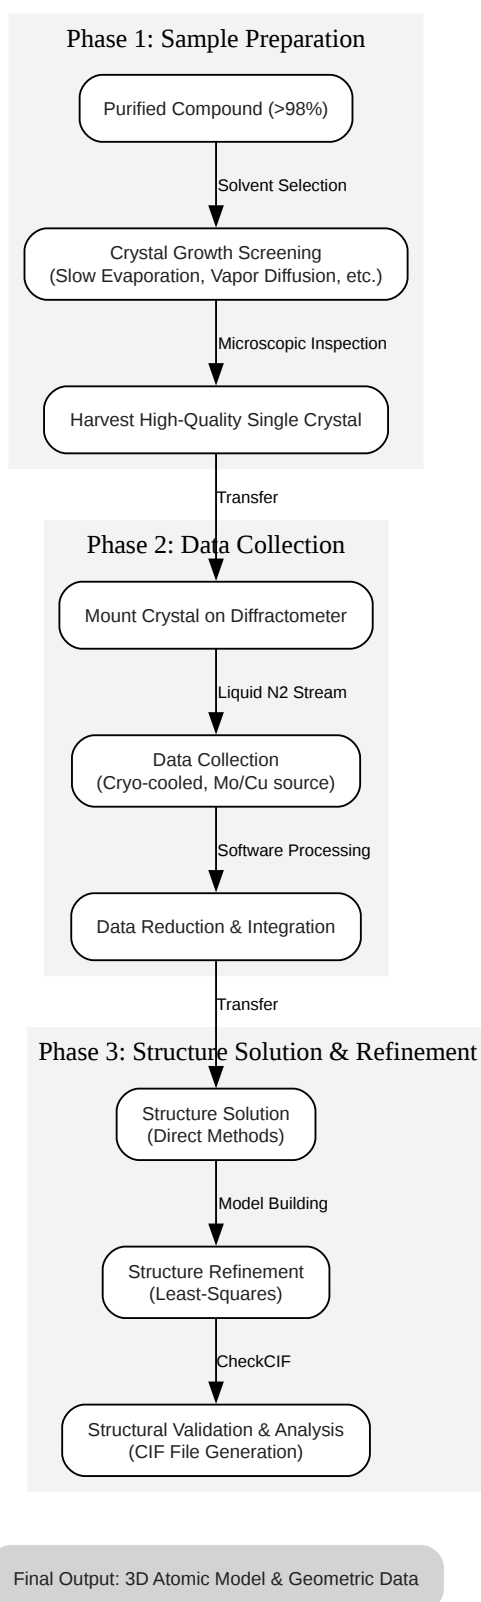 Phase 1: Sample Preparation
Purified Compound (>98%)
Solvent Selection
Crystal Growth Screening
(Slow Evaporation, Vapor Diffusion, etc.)
Microscopic Inspection
Harvest High-Quality Single Crystal
Transfer
Phase 2: Data Collection
Mount Crystal on Diffractometer
Liquid N2 Stream
Data Collection
(Cryo-cooled, Mo/Cu source)
Software Processing
Data Reduction & Integration
Transfer
Phase 3: Structure Solution & Refinement
Structure Solution
(Direct Methods)
Model Building
Structure Refinement
(Least-Squares)
CheckCIF
Structural Validation & Analysis
(CIF File Generation)
Final Output: 3D Atomic Model & Geometric Data